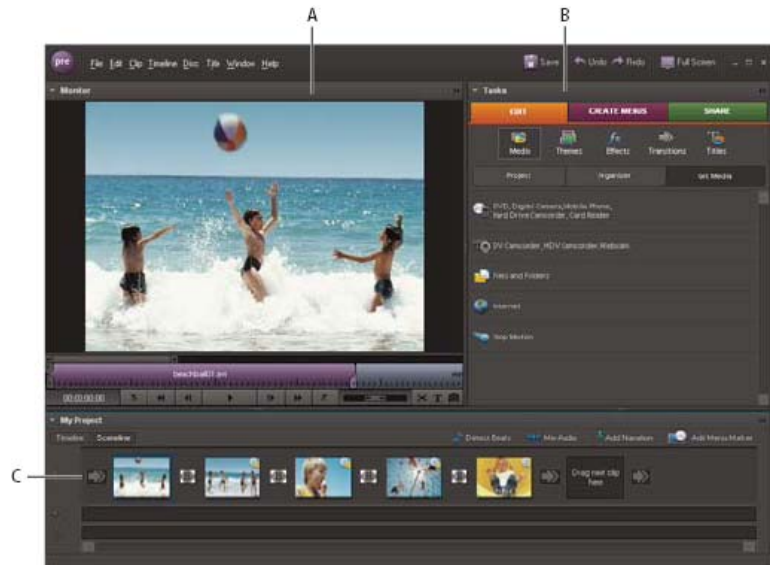 A
B
pre File Edit Clip Timeline Disc Title Window Help Save Undo Redo Full Screen
Monitor
Tasks
EDIT CREATE MENUS SHARE
Media Themes Effects Transitions Titles
Project Organizer Get Media
DVD, Digital Camera, Mobile Phone,
Hard Drive Camcorder, Card Reader
DV Camcorder, HDV Camcorder, Webcam
Files and Folders
Internet
Stop Motion
beachball01.avi
00;00;00;00
T
My Project
Timeline Sceneline Detect Beats Mix Audio Add Narration Add Menu Marker
C
Drag next clip
here